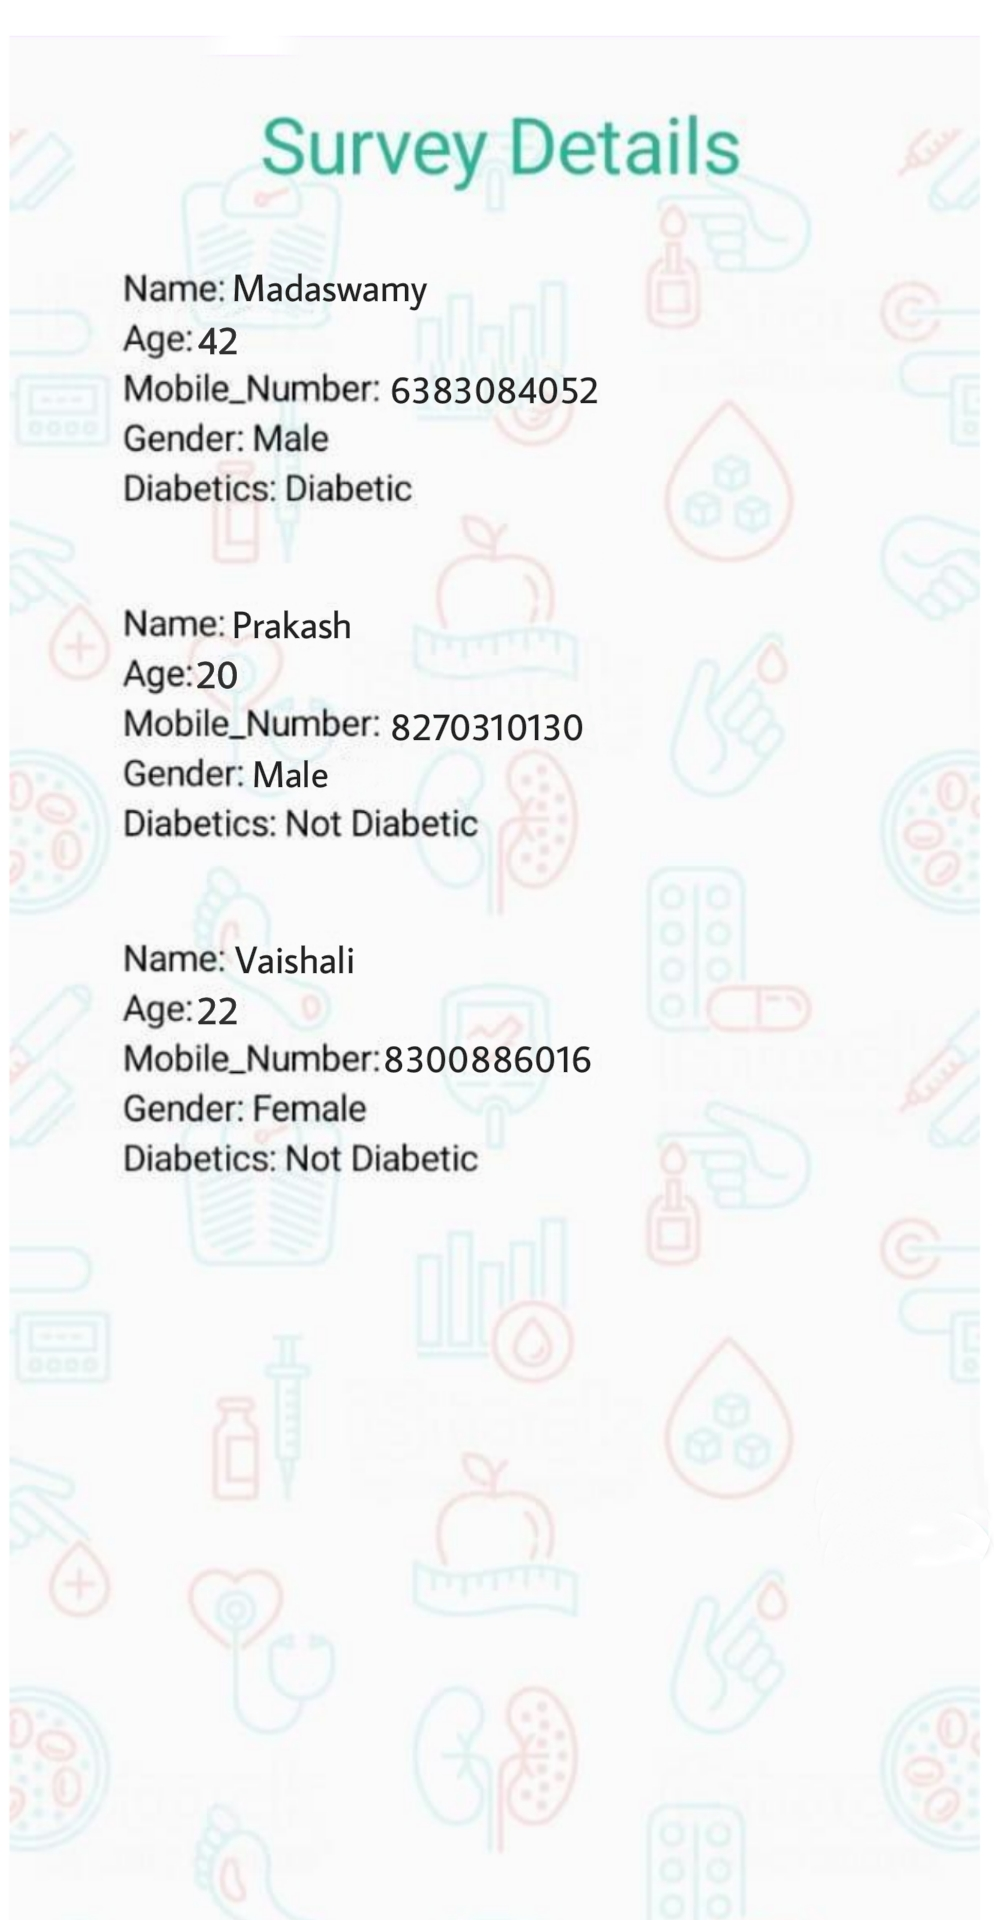 Survey Details
Name: Madaswamy
Age: 42
Mobile_Number: 6383084052
Gender: Male
Diabetics: Diabetic
Name: Prakash
Age: 20
Mobile_Number: 8270310130
Gender: Male
Diabetics: Not Diabetic
Name: Vaishali
Age: 22
Mobile_Number: 8300886016
Gender: Female
Diabetics: Not Diabetic